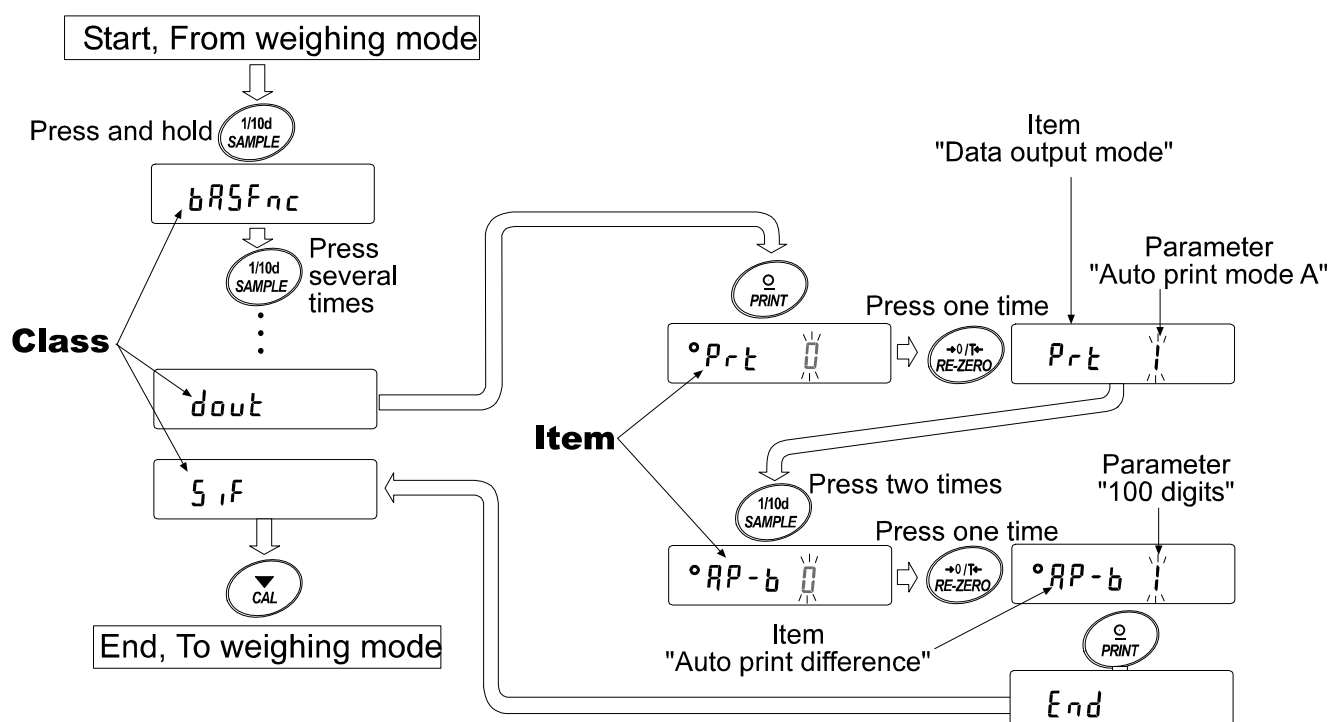 Start, From weighing mode
Press and hold
1/10d
SAMPLE
bASFnc
1/10d
SAMPLE
Press
several
times
Class
dout
SiF
CAL
End, To weighing mode
PRINT
Prt 0
Press one time
→0/T←
RE-ZERO
Item
"Data output mode"
Parameter
"Auto print mode A"
Prt 1
Item
1/10d
SAMPLE
Press two times
AP-b 0
Press one time
→0/T←
RE-ZERO
Parameter
"100 digits"
AP-b 1
Item
"Auto print difference"
PRINT
End